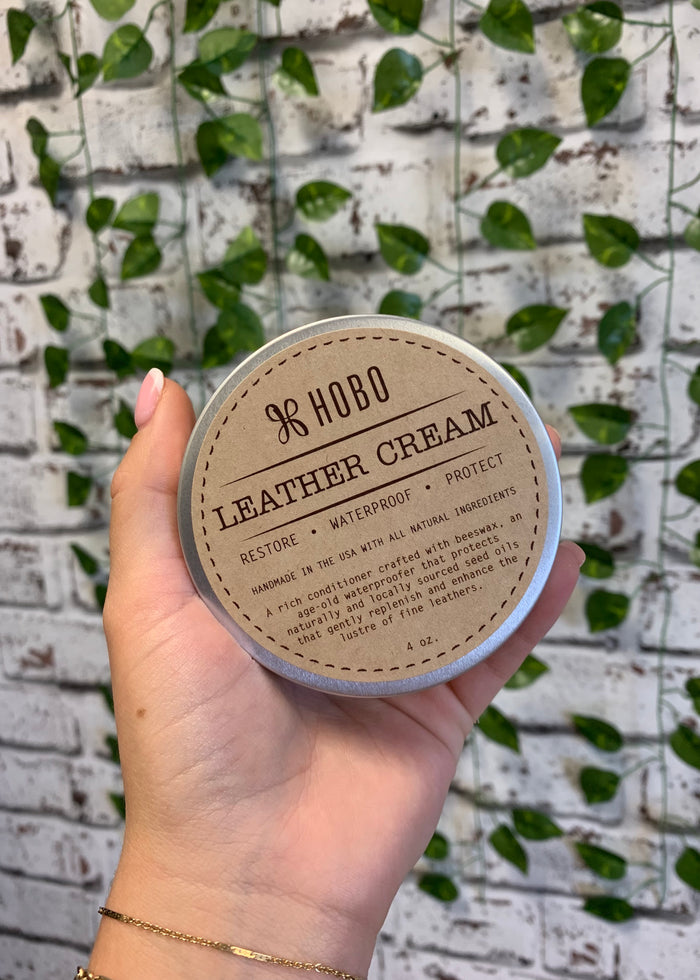 HOBO
LEATHER CREAM
RESTORE • WATERPROOF • PROTECT
HANDMADE IN THE USA WITH ALL NATURAL INGREDIENTS
A rich conditioner crafted with beeswax, an
age-old waterproofer that protects
naturally and locally sourced seed oils
that gently replenish and enhance the
lustre of fine leathers.
4 oz.